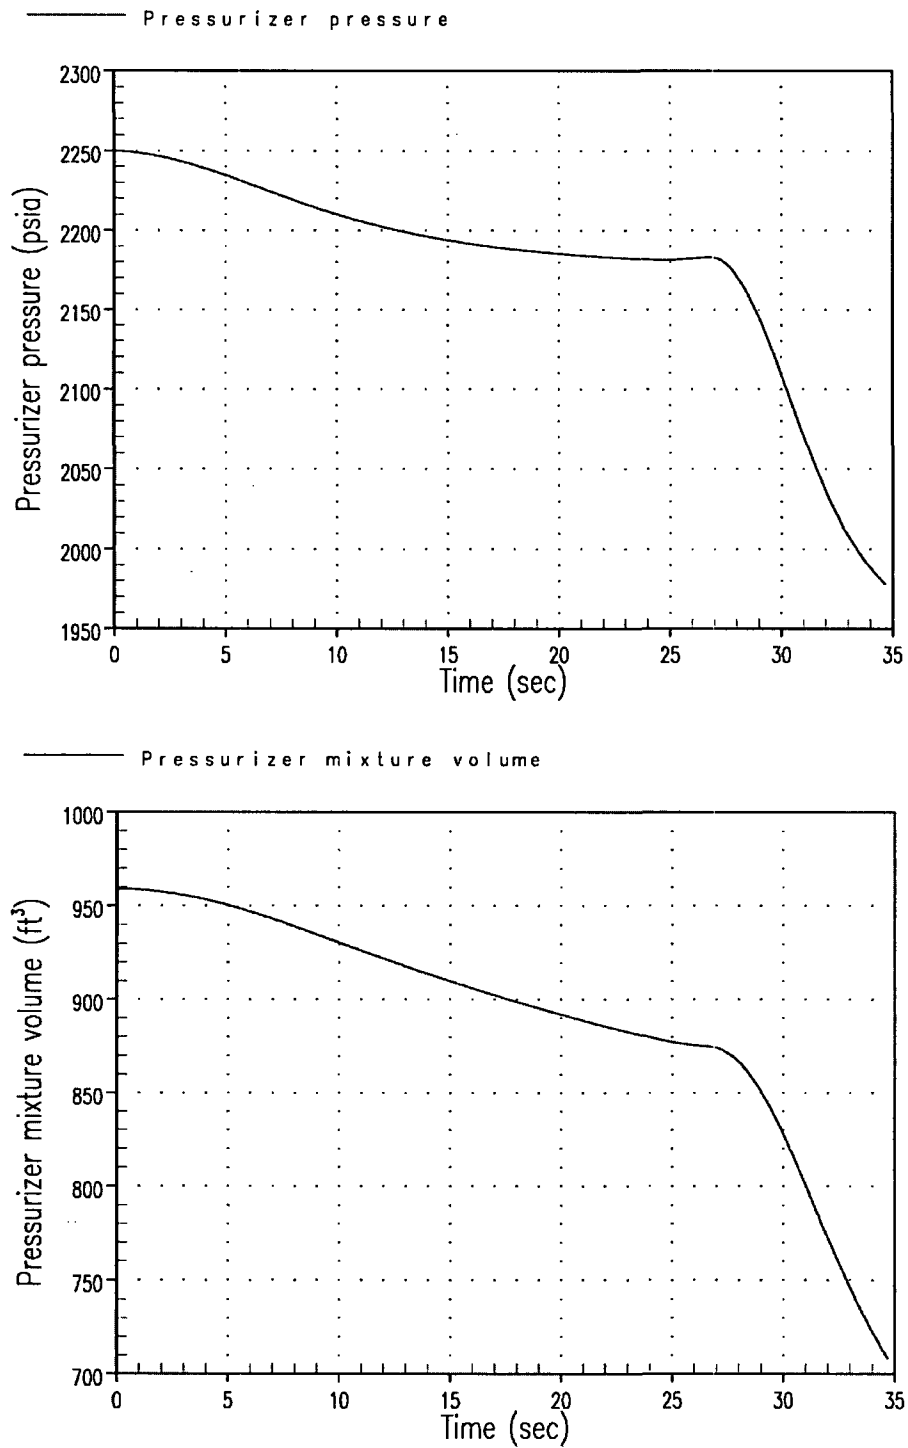 Pressurizer pressure
2300
2250
2200
2150
2100
2050
2000
1950
Pressurizer pressure (psia)
0 5 10 15 20 25 30 35
Time (sec)
Pressurizer mixture volume
1000
950
900
850
800
750
700
Pressurizer mixture volume (ft³)
0 5 10 15 20 25 30 35
Time (sec)